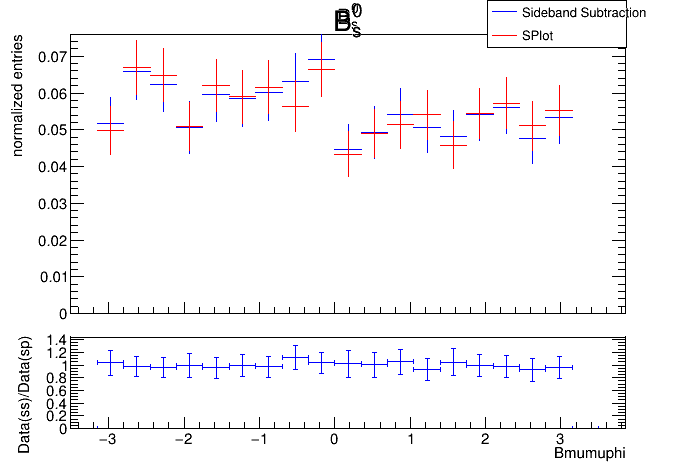 B⁰ₛ
Sideband Subtraction
SPlot
normalized entries
0.07
0.06
0.05
0.04
0.03
0.02
0.01
0
Data(ss)/Data(sp)
1.4
1.2
1
0.8
0.6
0.4
0.2
0
−3 −2 −1 0 1 2 3
Bmumuphi